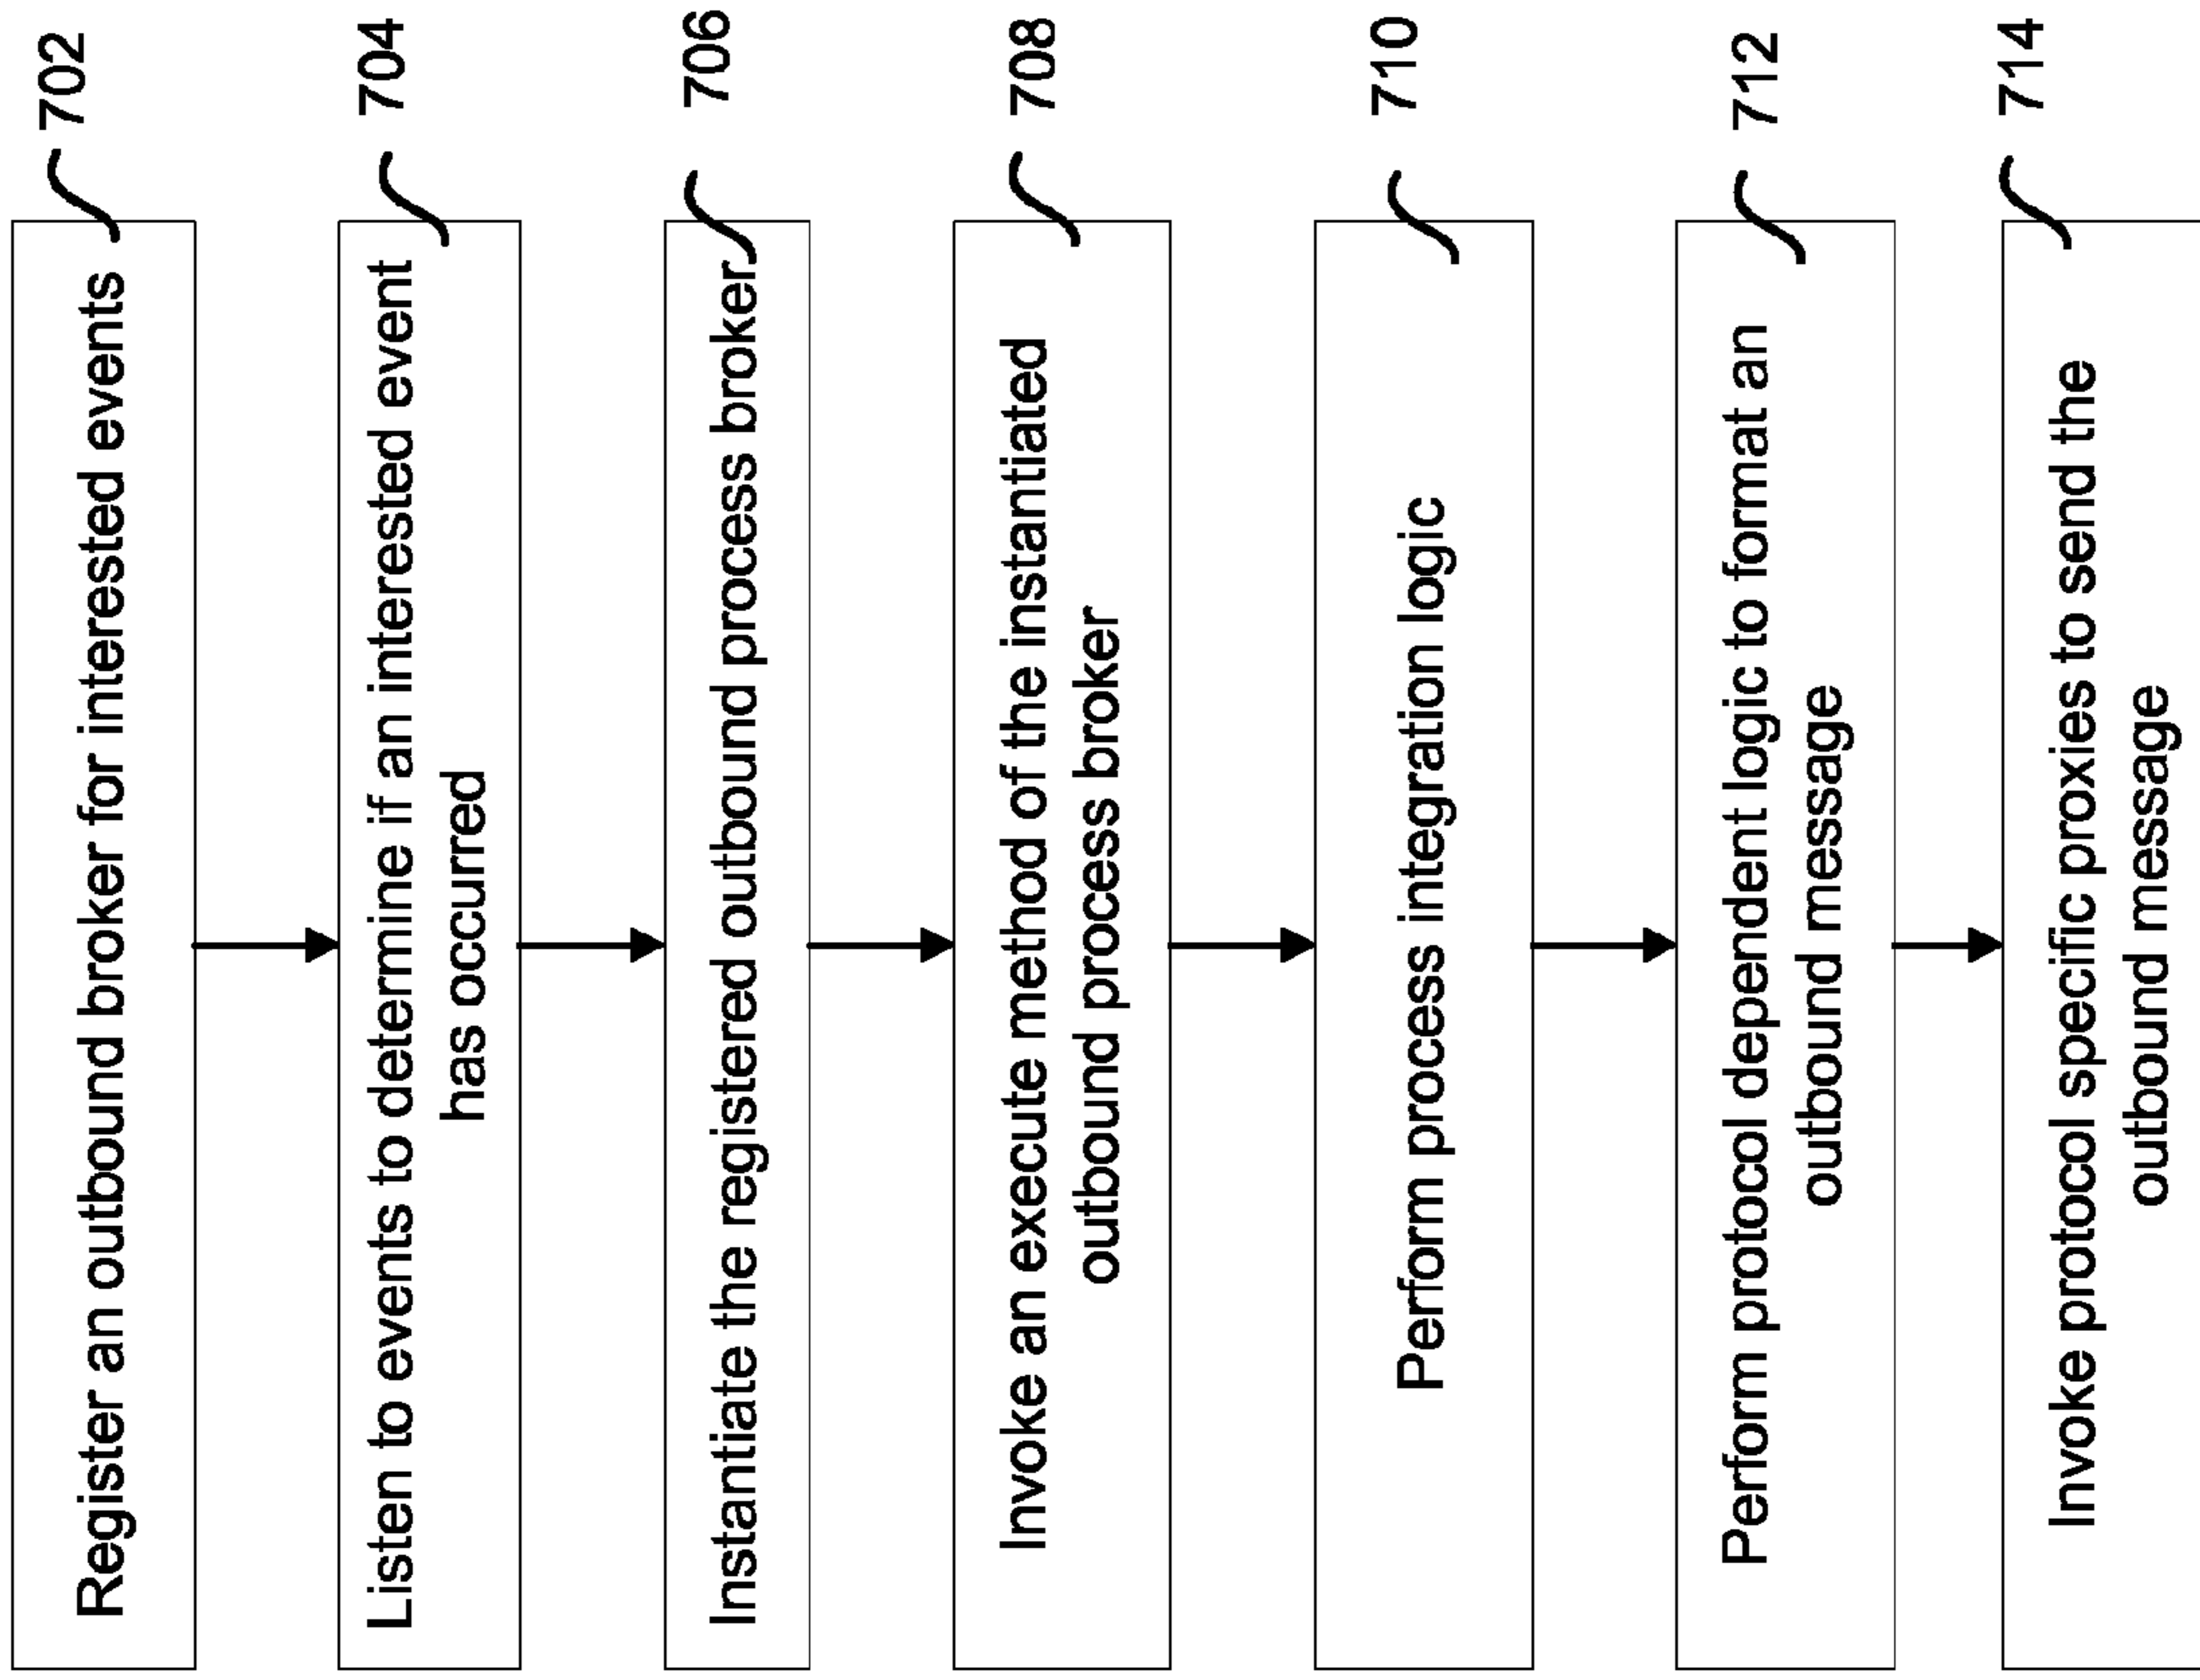 Register an outbound broker for interested events
702
Listen to events to determine if an interested event
has occurred
704
Instantiate the registered outbound process broker
706
Invoke an execute method of the instantiated
outbound process broker
708
Perform process integration logic
710
Perform protocol dependent logic to format an
outbound message
712
Invoke protocol specific proxies to send the
outbound message
714